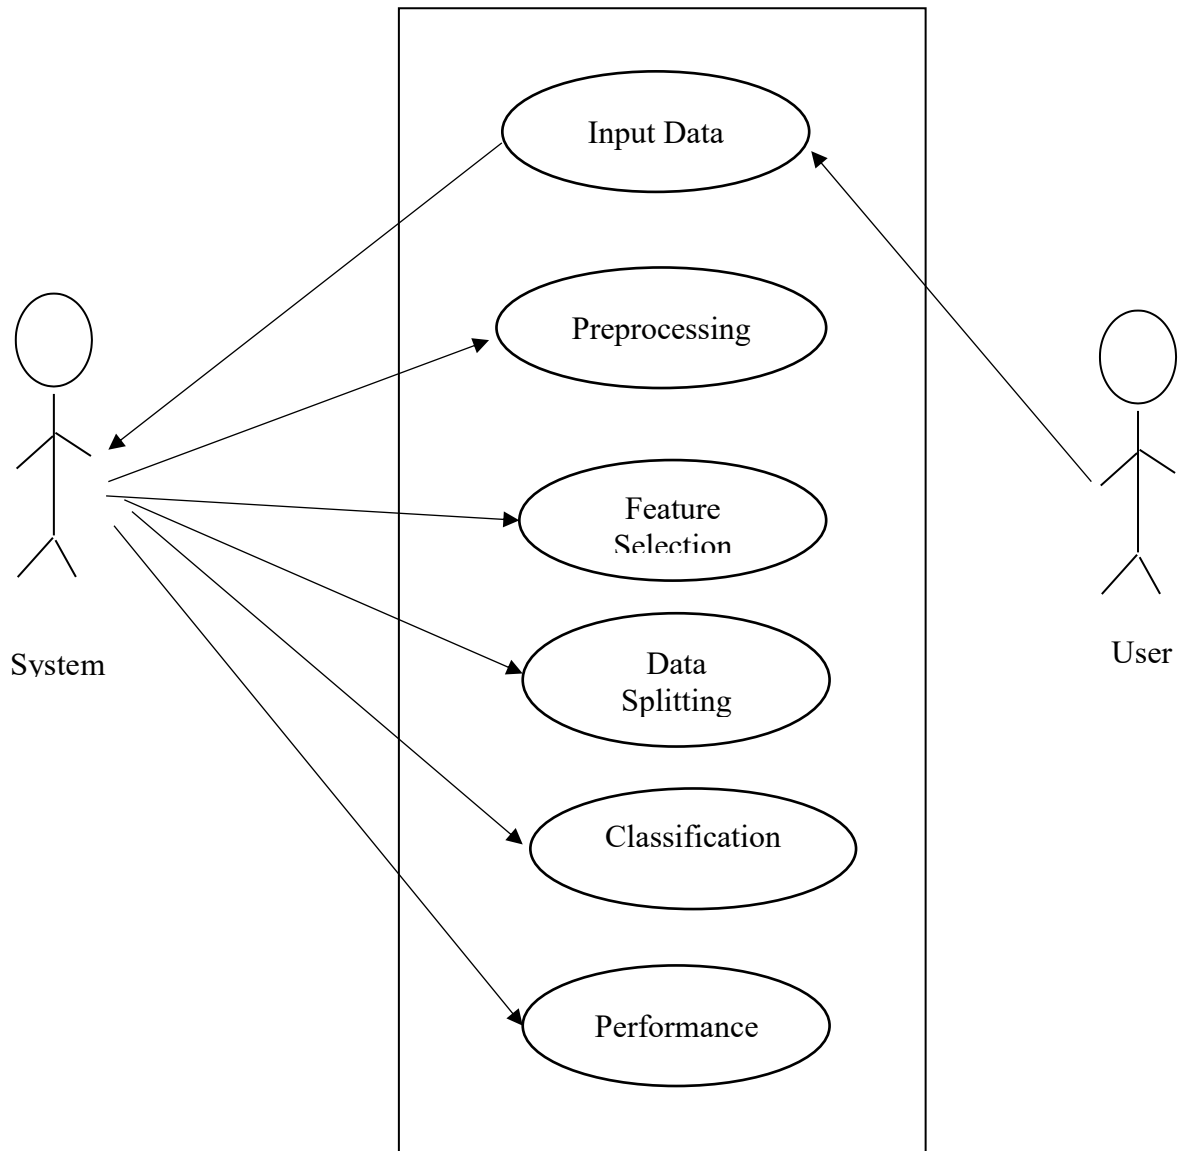 Input Data
Preprocessing
Feature
Selection
Data
Splitting
System
User
Classification
Performance